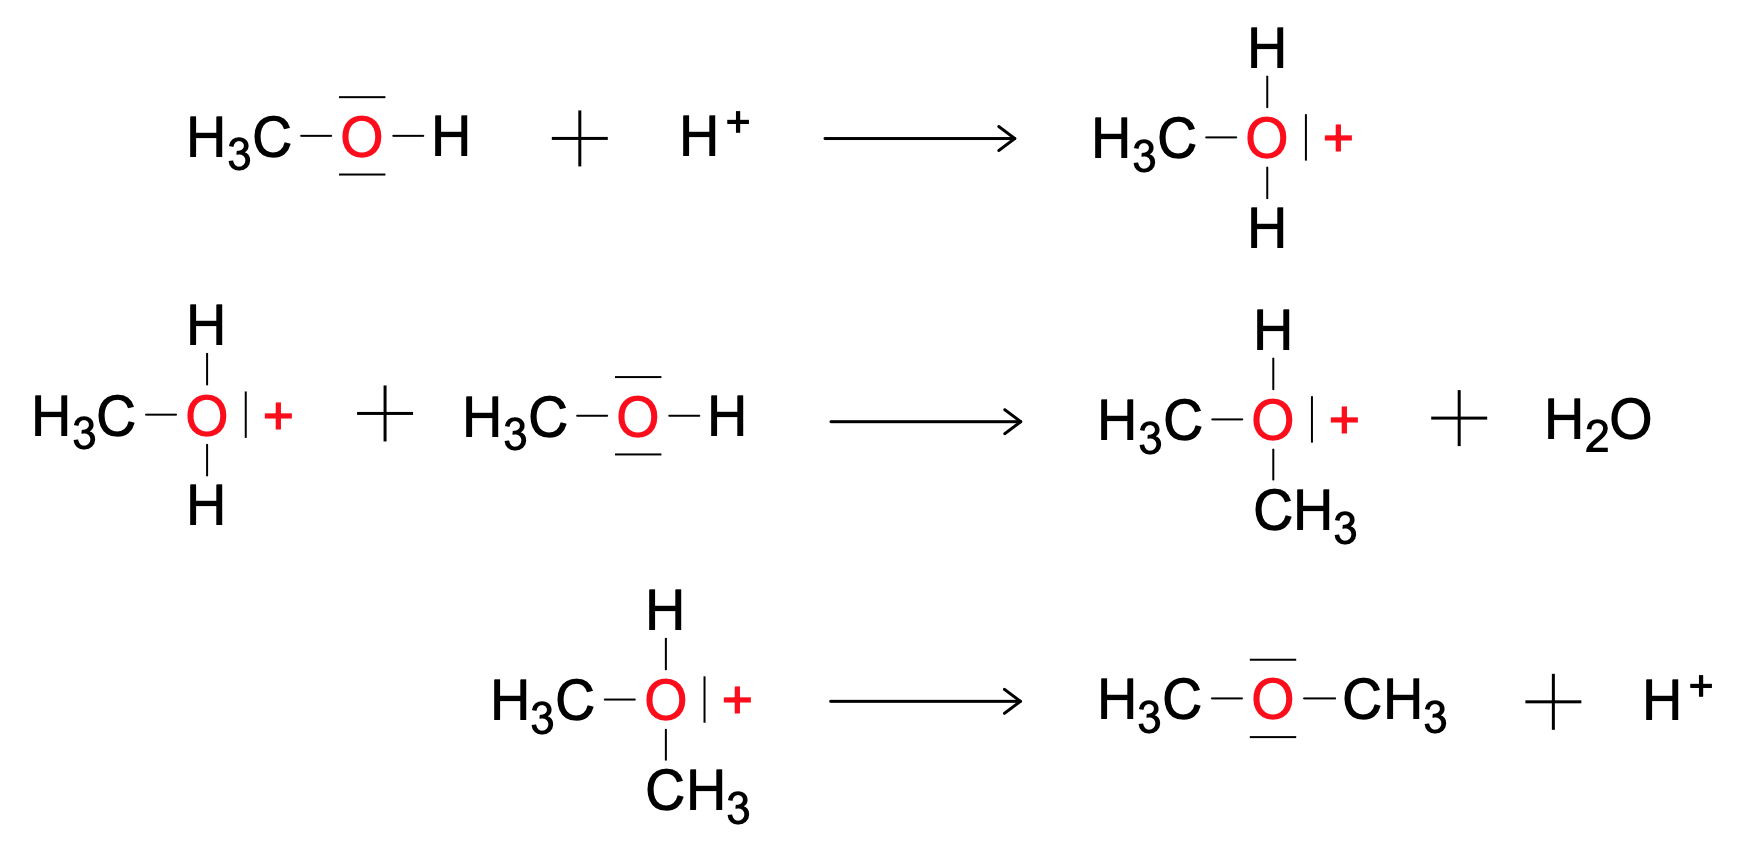 H
H₃C–O–H + H⁺ → H₃C–O|+
H
H H
H₃C–O|+ + H₃C–O–H → H₃C–O|+ + H₂O
H CH₃
H
H₃C–O|+ → H₃C–O–CH₃ + H⁺
CH₃